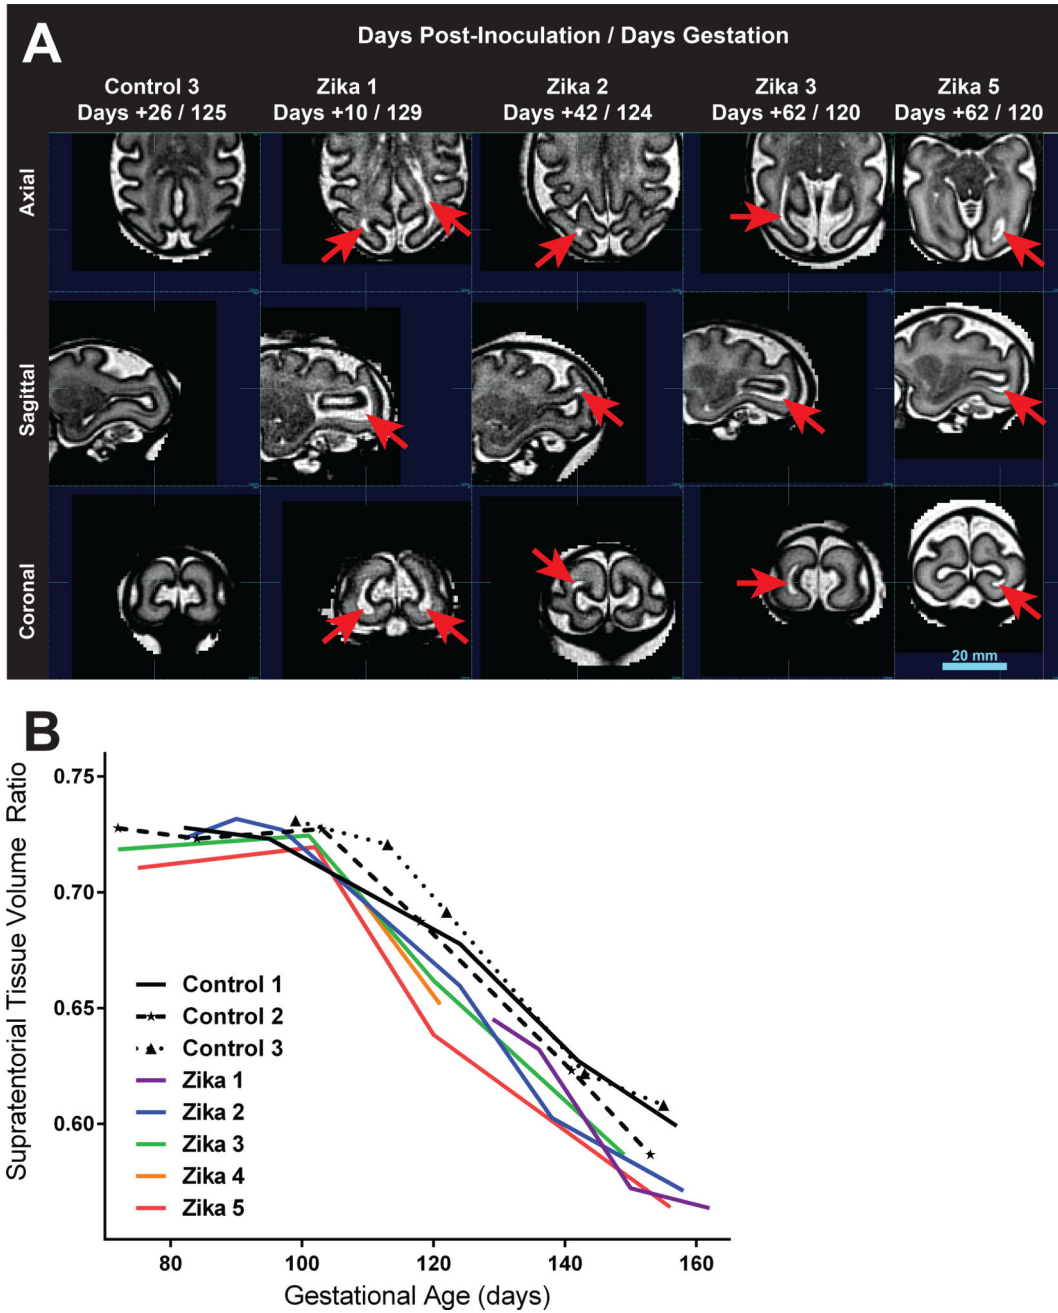 A
Days Post-Inoculation / Days Gestation
Control 3
Days +26 / 125
Zika 1
Days +10 / 129
Zika 2
Days +42 / 124
Zika 3
Days +62 / 120
Zika 5
Days +62 / 120
Axial
Sagittal
Coronal
20 mm
B
Supratentorial Tissue Volume Ratio
0.75
0.70
0.65
0.60
Control 1
Control 2
Control 3
Zika 1
Zika 2
Zika 3
Zika 4
Zika 5
80 100 120 140 160
Gestational Age (days)